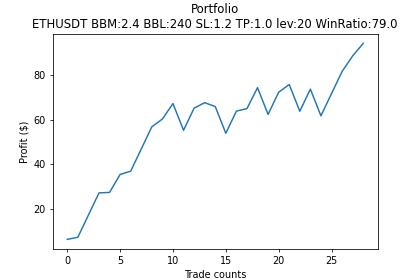 Portfolio
ETHUSDT BBM:2.4 BBL:240 SL:1.2 TP:1.0 lev:20 WinRatio:79.0
80
60
40
20
Profit ($)
0 5 10 15 20 25
Trade counts